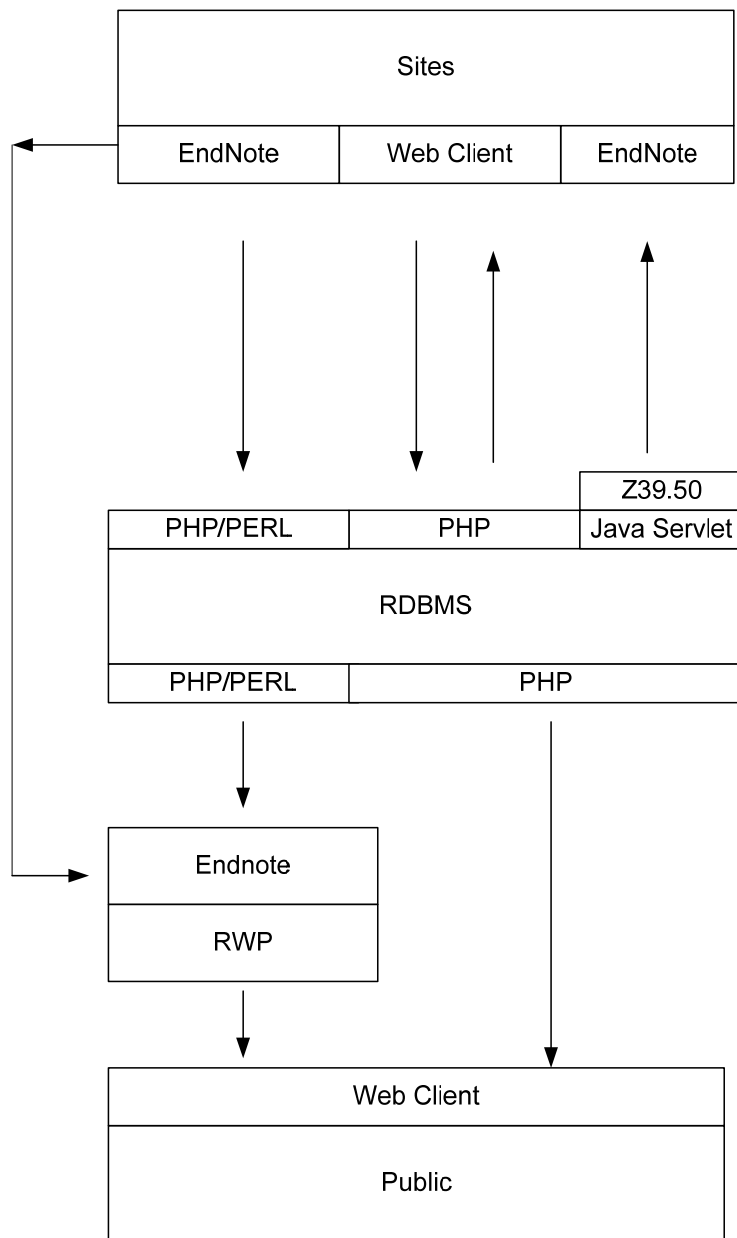 Sites
EndNote Web Client EndNote
Z39.50
PHP/PERL PHP Java Servlet
RDBMS
PHP/PERL PHP
Endnote
RWP
Web Client
Public